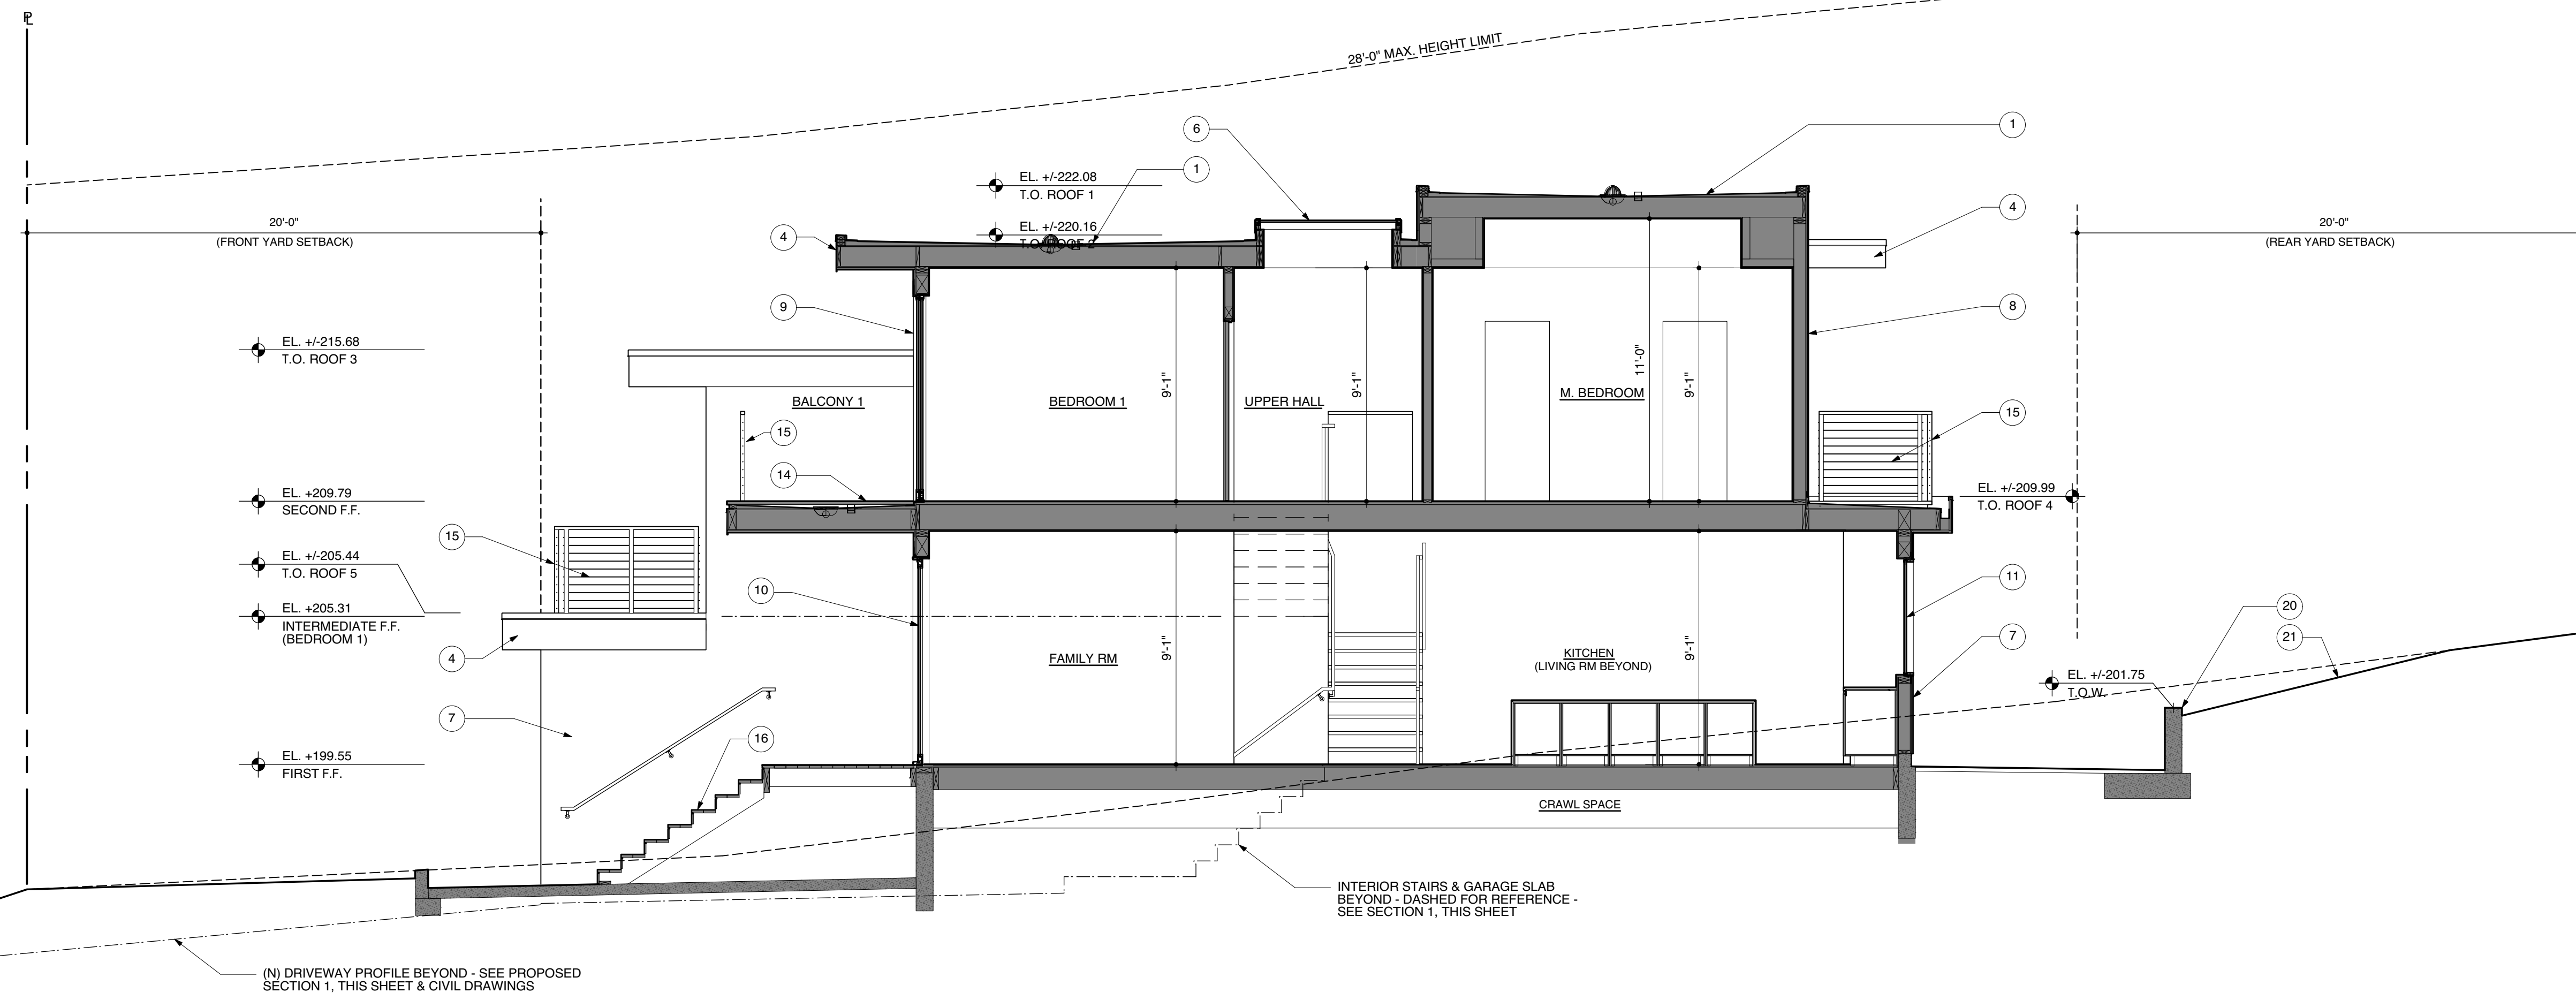 PL
28'-0" MAX. HEIGHT LIMIT
6
1
1
EL. +/-222.08
T.O. ROOF 1
4
20'-0"
(FRONT YARD SETBACK)
EL. +/-220.16
T.O. ROOF 2
4
20'-0"
(REAR YARD SETBACK)
9
8
EL. +/-215.68
T.O. ROOF 3
BALCONY 1
BEDROOM 1
9'-1"
UPPER HALL
9'-1"
11'-0"
M. BEDROOM
9'-1"
15
15
14
EL. +209.79
SECOND F.F.
EL. +/-209.99
T.O. ROOF 4
15
EL. +/-205.44
T.O. ROOF 5
10
11
EL. +205.31
INTERMEDIATE F.F.
(BEDROOM 1)
20
21
4
7
FAMILY RM
9'-1"
KITCHEN
(LIVING RM BEYOND)
9'-1"
EL. +/-201.75
T.O.W.
7
16
EL. +199.55
FIRST F.F.
CRAWL SPACE
INTERIOR STAIRS & GARAGE SLAB
BEYOND - DASHED FOR REFERENCE -
SEE SECTION 1, THIS SHEET
(N) DRIVEWAY PROFILE BEYOND - SEE PROPOSED
SECTION 1, THIS SHEET & CIVIL DRAWINGS